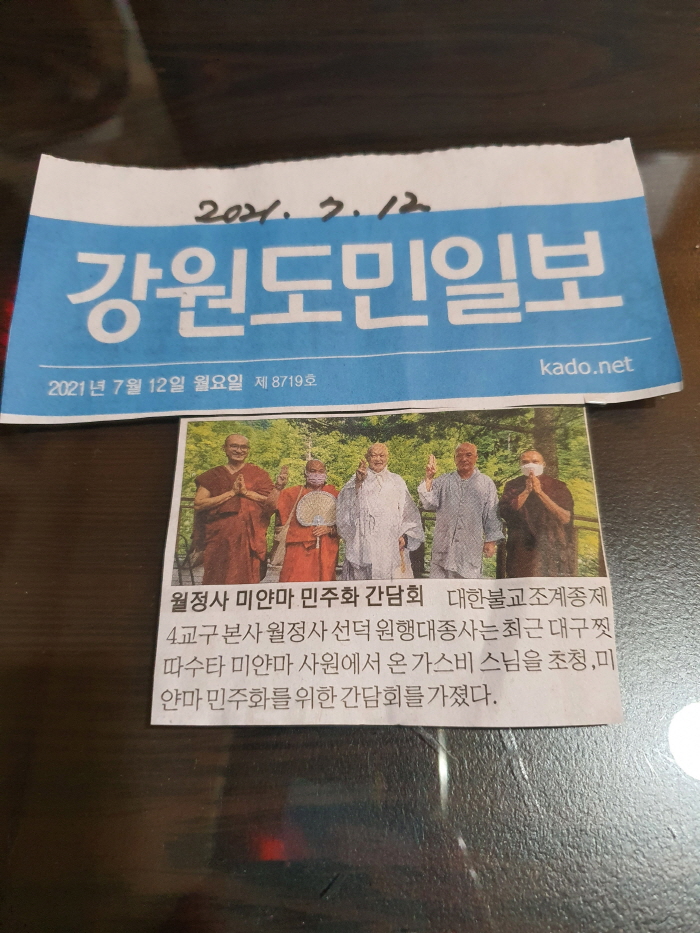 2021. 7. 12
강원도민일보
2021년 7월 12일 월요일 제8719호
kado.net
월정사 미얀마 민주화 간담회 대한불교조계종 제
4교구 본사 월정사 선덕 원행대종사는 최근 대구 찟
따수타 미얀마 사원에서 온 가스비 스님을 초청,미
얀마 민주화를 위한 간담회를 가졌다.